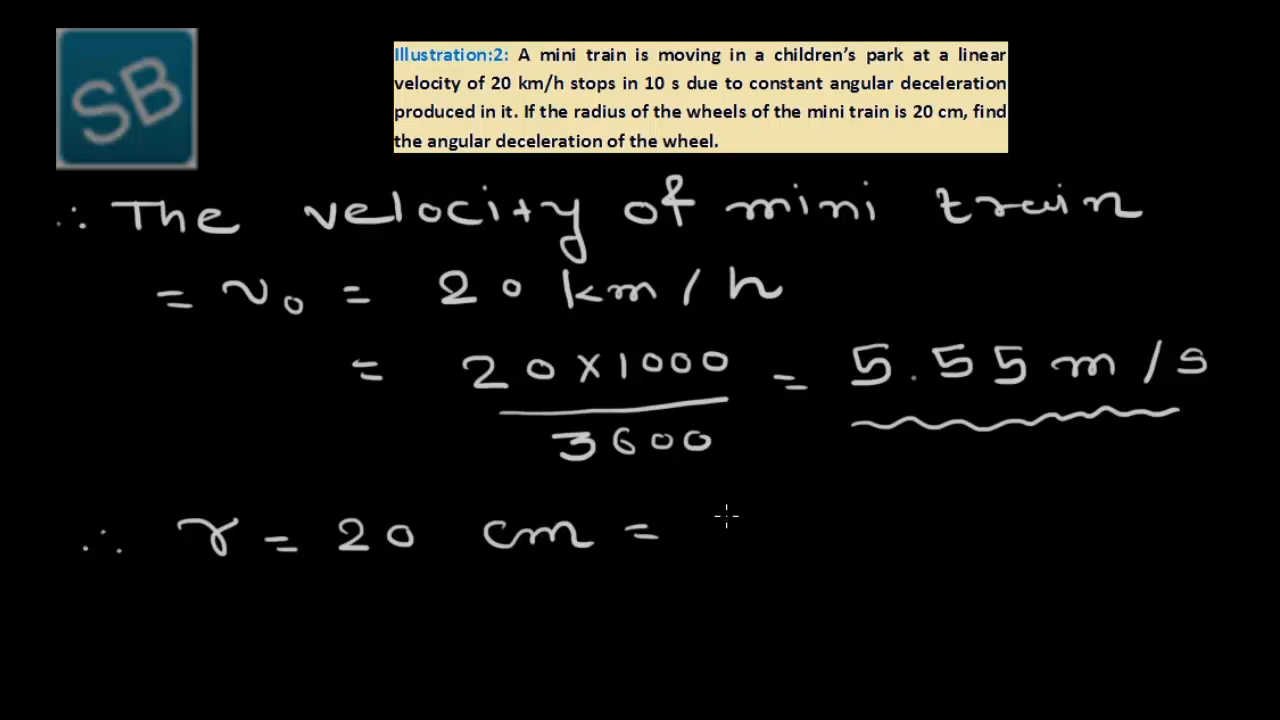 SB
Illustration:2: A mini train is moving in a children’s park at a linear
velocity of 20 km/h stops in 10 s due to constant angular deceleration
produced in it. If the radius of the wheels of the mini train is 20 cm, find
the angular deceleration of the wheel.
∴ The velocity of mini train
= v₀ = 20 km/h
= 20×1000/3600 = 5.55 m/s
∴ r = 20 cm =